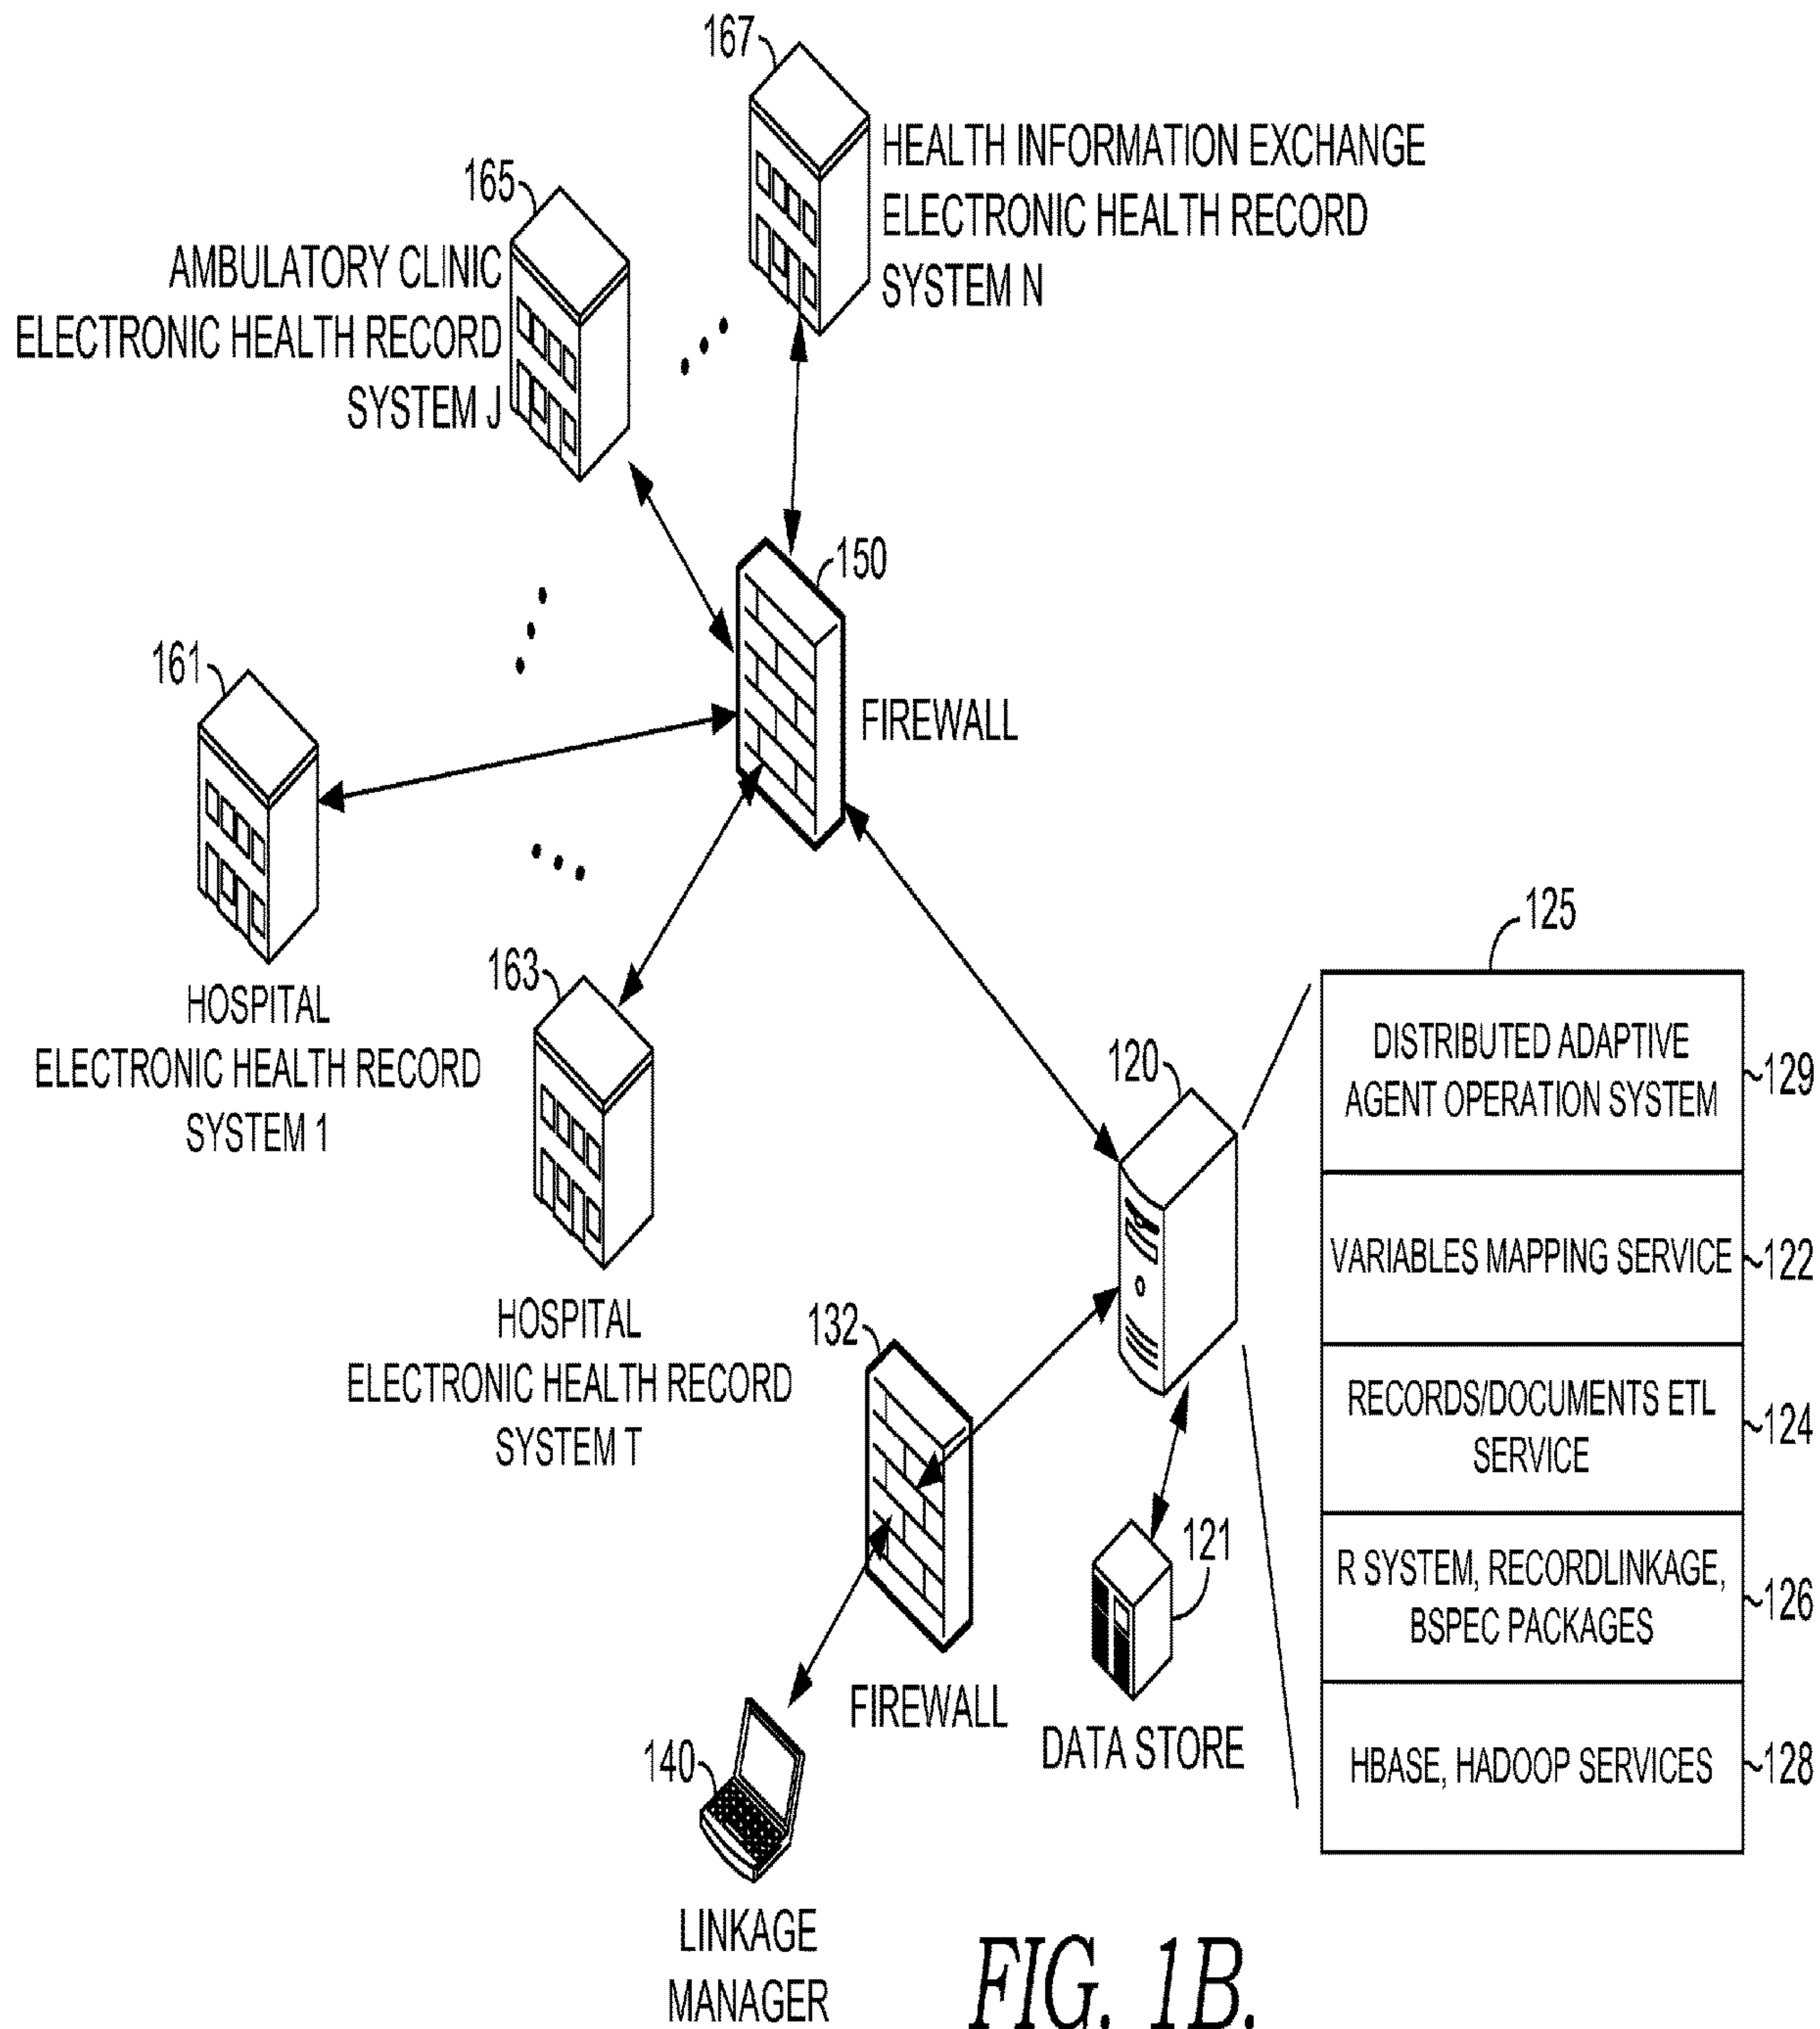 167
HEALTH INFORMATION EXCHANGE
ELECTRONIC HEALTH RECORD
SYSTEM N
165
AMBULATORY CLINIC
ELECTRONIC HEALTH RECORD
SYSTEM J
150
FIREWALL
161
HOSPITAL
ELECTRONIC HEALTH RECORD
SYSTEM 1
163
HOSPITAL
ELECTRONIC HEALTH RECORD
SYSTEM T
120
125
DISTRIBUTED ADAPTIVE
AGENT OPERATION SYSTEM
129
VARIABLES MAPPING SERVICE
122
RECORDS/DOCUMENTS ETL
SERVICE
124
R SYSTEM, RECORDLINKAGE,
BSPEC PACKAGES
126
HBASE, HADOOP SERVICES
128
132
FIREWALL
121
DATA STORE
140
LINKAGE
MANAGER
FIG. 1B.